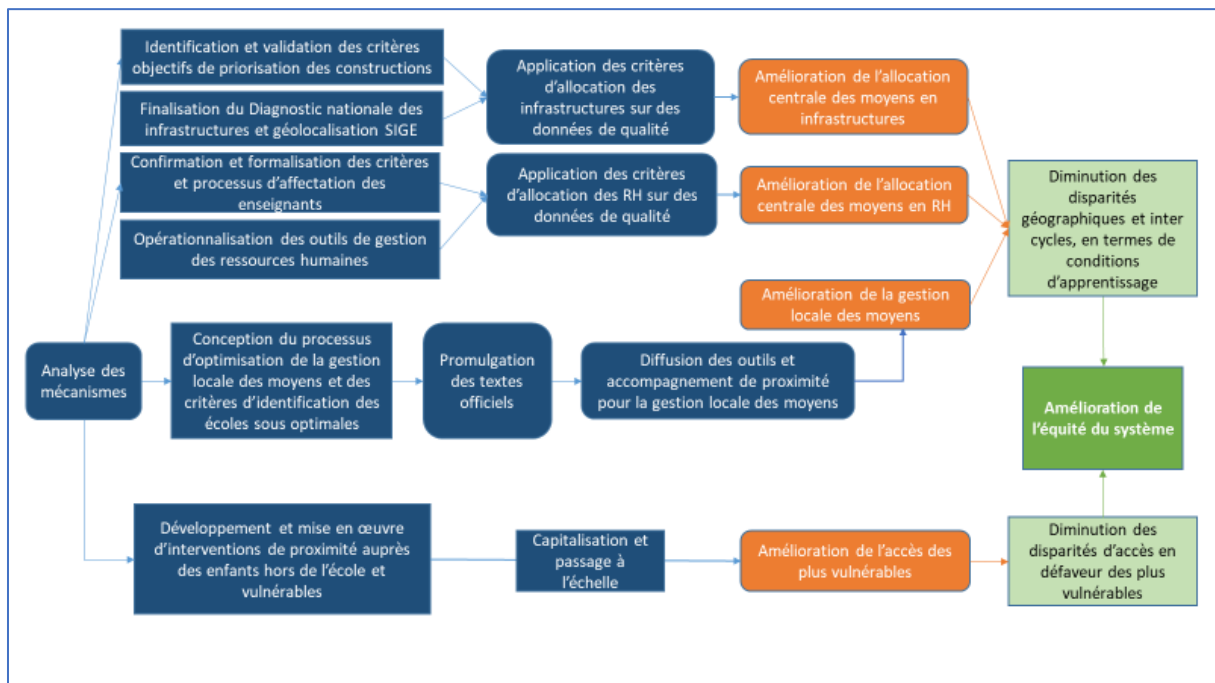 Identification et validation des critères
objectifs de priorisation des constructions
Finalisation du Diagnostic nationale des
infrastructures et géolocalisation SIGE
Application des critères
d'allocation des
infrastructures sur des
données de qualité
Amélioration de l'allocation
centrale des moyens en
infrastructures
Confirmation et formalisation des critères
et processus d'affectation des
enseignants
Opérationnalisation des outils de gestion
des ressources humaines
Application des critères
d'allocation des RH sur des
données de qualité
Amélioration de l'allocation
centrale des moyens en RH
Diminution des
disparités
géographiques et inter
cycles, en termes de
conditions
d'apprentissage
Amélioration de la gestion
locale des moyens
Analyse des
mécanismes
Conception du processus
d'optimisation de la gestion
locale des moyens et des
critères d'identification des
écoles sous optimales
Promulgation
des textes
officiels
Diffusion des outils et
accompagnement de proximité
pour la gestion locale des moyens
Amélioration de
l'équité du système
Développement et mise en œuvre
d'interventions de proximité auprès
des enfants hors de l'école et
vulnérables
Capitalisation et
passage à
l'échelle
Amélioration de l'accès des
plus vulnérables
Diminution des
disparités d'accès en
défaveur des plus
vulnérables